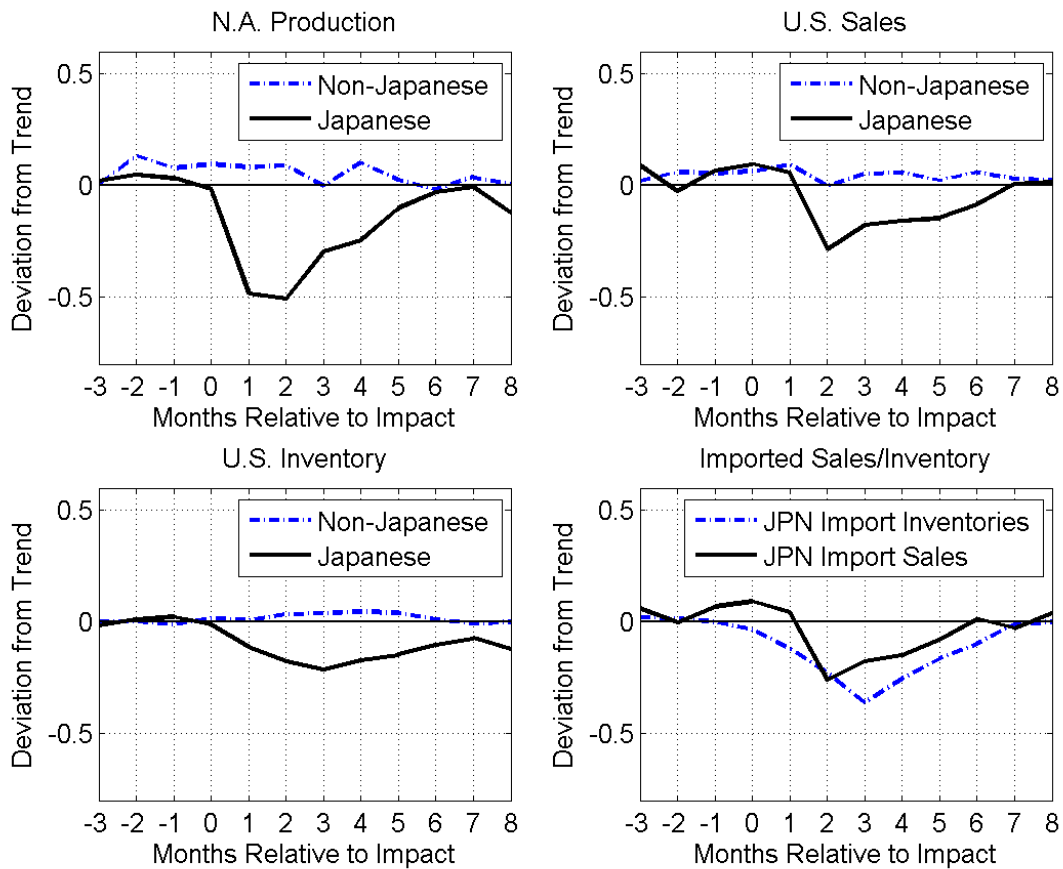 N.A. Production
Deviation from Trend
0.5
0
-0.5
Non-Japanese
Japanese
-3 -2 -1 0 1 2 3 4 5 6 7 8
Months Relative to Impact
U.S. Sales
Deviation from Trend
0.5
0
-0.5
Non-Japanese
Japanese
-3 -2 -1 0 1 2 3 4 5 6 7 8
Months Relative to Impact
U.S. Inventory
Deviation from Trend
0.5
0
-0.5
Non-Japanese
Japanese
-3 -2 -1 0 1 2 3 4 5 6 7 8
Months Relative to Impact
Imported Sales/Inventory
Deviation from Trend
0.5
0
-0.5
JPN Import Inventories
JPN Import Sales
-3 -2 -1 0 1 2 3 4 5 6 7 8
Months Relative to Impact